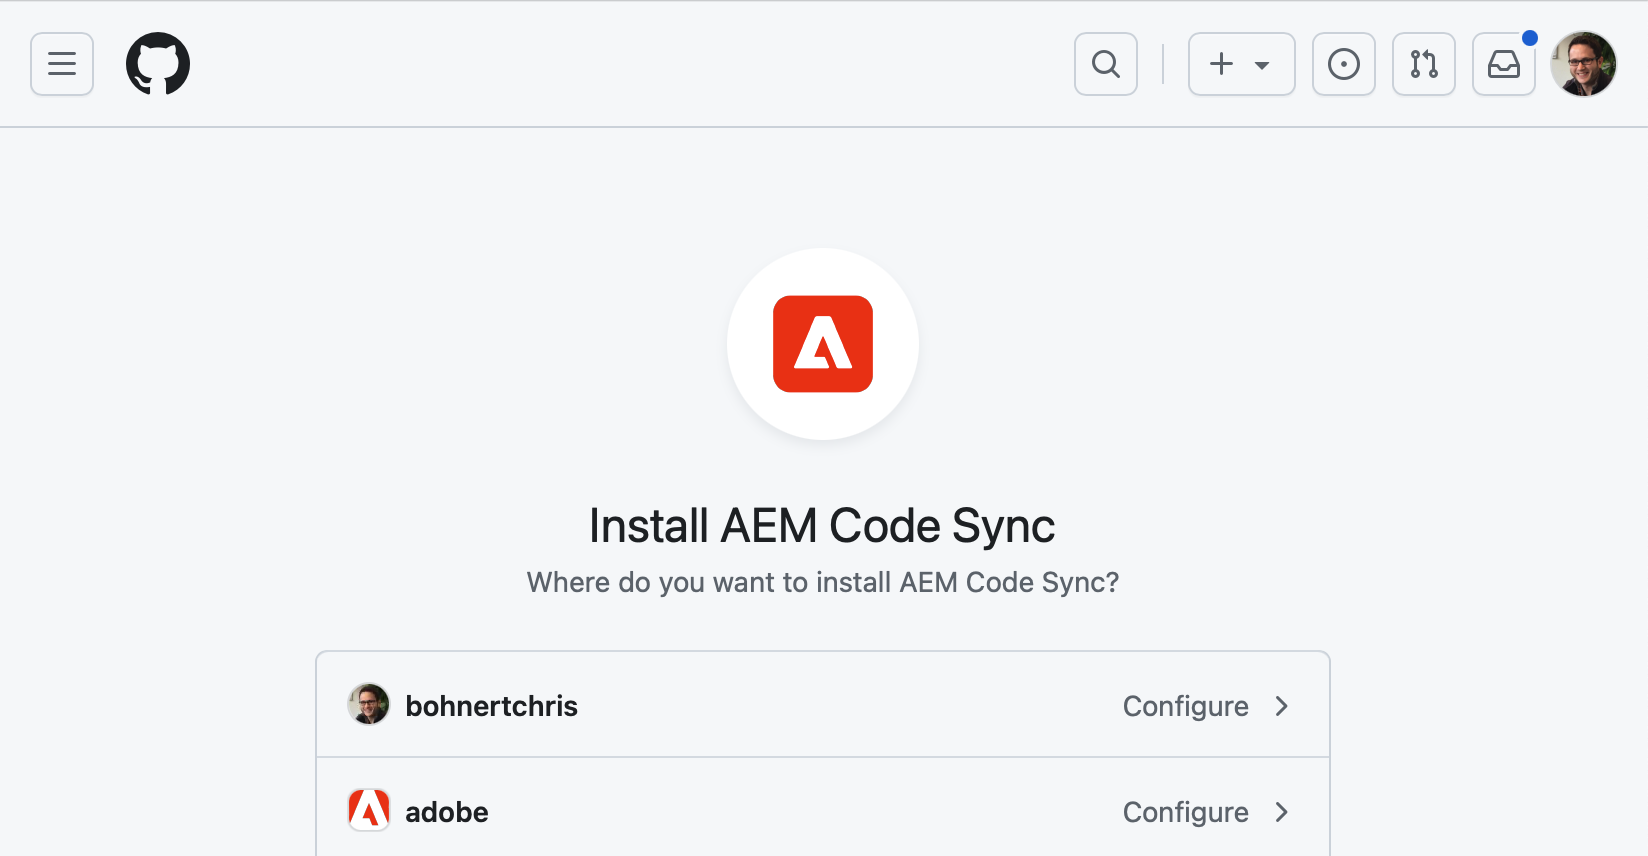 Install AEM Code Sync
Where do you want to install AEM Code Sync?
bohnertchris Configure
adobe Configure